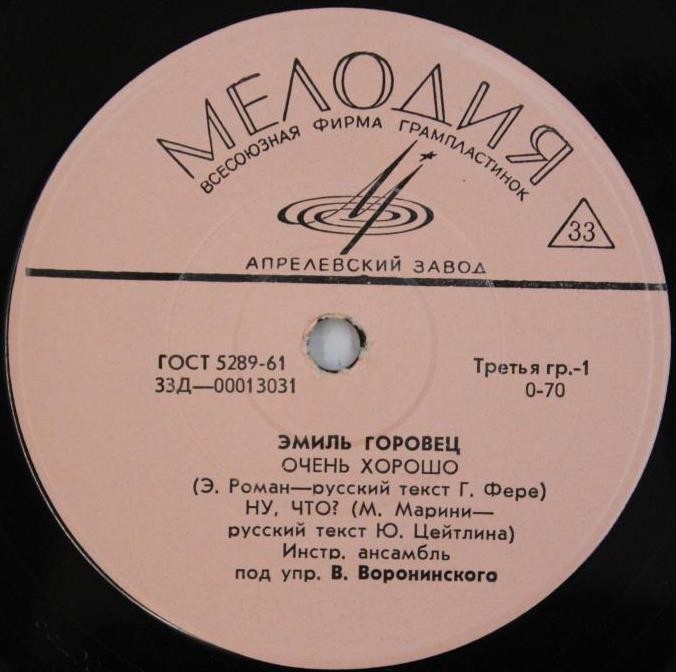 МЕЛОДИЯ
ВСЕСОЮЗНАЯ ФИРМА ГРАМПЛАСТИНОК
33
АПРЕЛЕВСКИЙ ЗАВОД
ГОСТ 5289-61
33Д—00013031
Третья гр.-1
0-70
ЭМИЛЬ ГОРОВЕЦ
ОЧЕНЬ ХОРОШО
(Э. Роман—русский текст Г. Фере)
НУ, ЧТО? (М. Марини—
русский текст Ю. Цейтлина)
Инстр. ансамбль
под упр. В. Воронинского